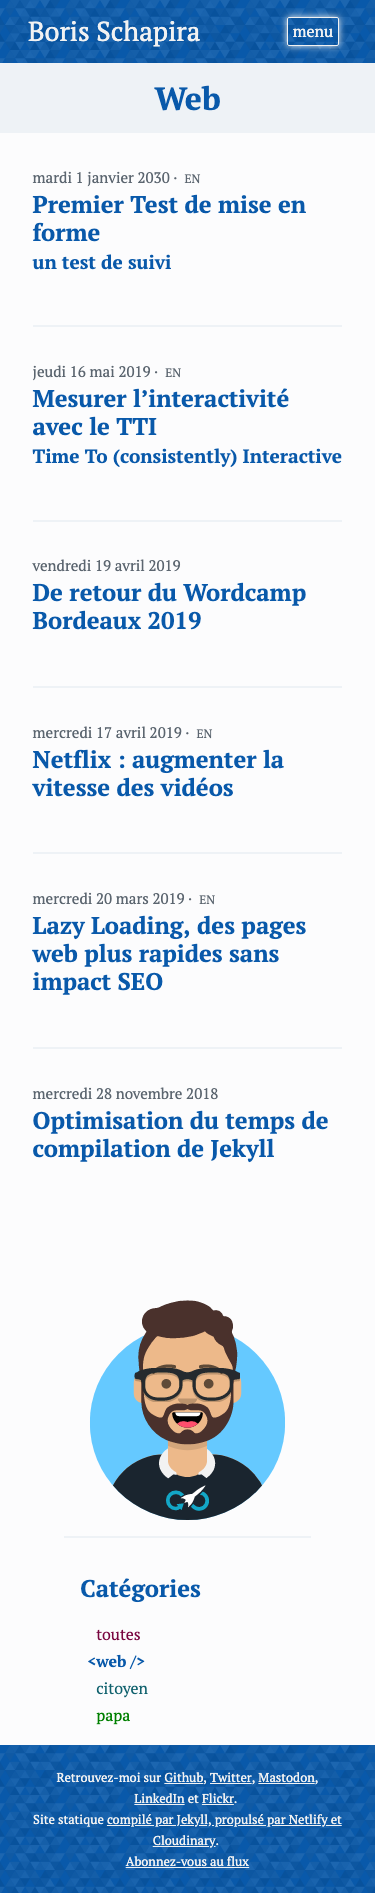 Boris Schapira
menu
Web
mardi 1 janvier 2030 · EN
Premier Test de mise en
forme
un test de suivi
jeudi 16 mai 2019 · EN
Mesurer l’interactivité
avec le TTI
Time To (consistently) Interactive
vendredi 19 avril 2019
De retour du Wordcamp
Bordeaux 2019
mercredi 17 avril 2019 · EN
Netflix : augmenter la
vitesse des vidéos
mercredi 20 mars 2019 · EN
Lazy Loading, des pages
web plus rapides sans
impact SEO
mercredi 28 novembre 2018
Optimisation du temps de
compilation de Jekyll
GO
Catégories
toutes
<web />
citoyen
papa
Retrouvez-moi sur Github, Twitter, Mastodon,
LinkedIn et Flickr.
Site statique compilé par Jekyll, propulsé par Netlify et
Cloudinary.
Abonnez-vous au flux